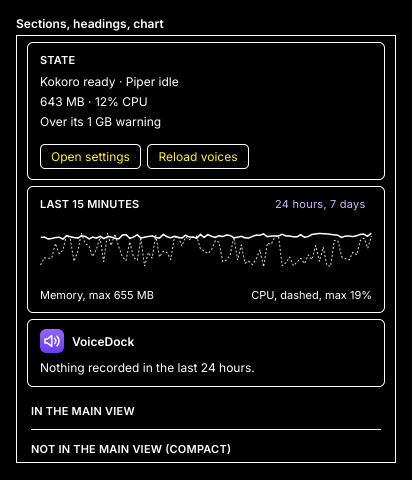 Sections, headings, chart
STATE
Kokoro ready · Piper idle
643 MB · 12% CPU
Over its 1 GB warning
Open settings Reload voices
LAST 15 MINUTES 24 hours, 7 days
Memory, max 655 MB CPU, dashed, max 19%
VoiceDock
Nothing recorded in the last 24 hours.
IN THE MAIN VIEW
NOT IN THE MAIN VIEW (COMPACT)